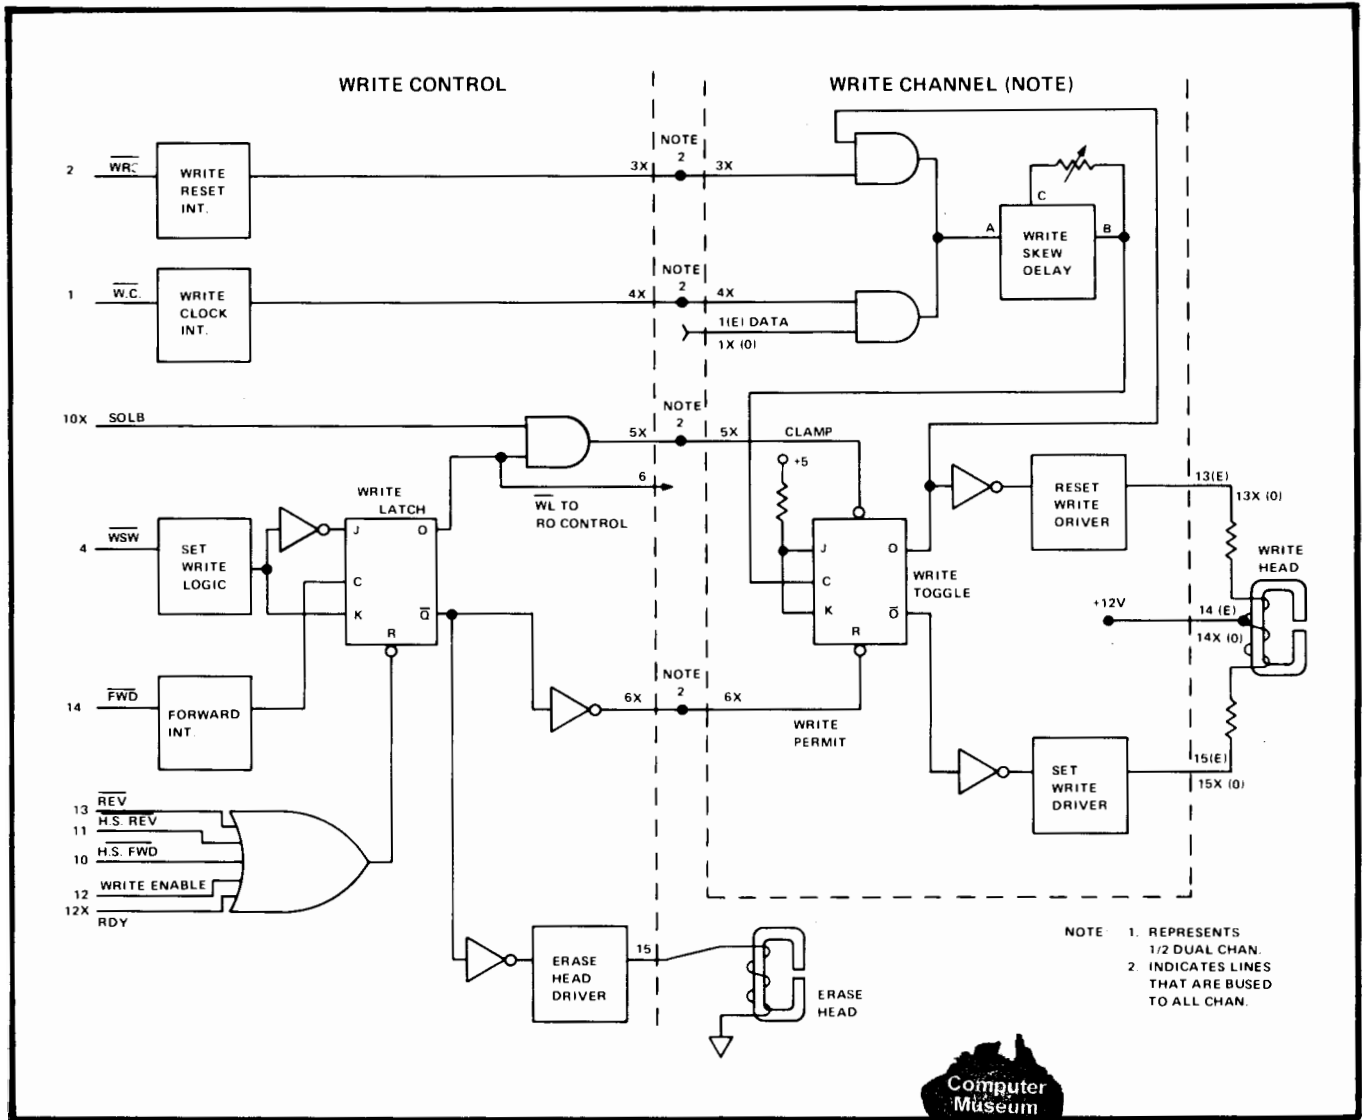 WRITE CONTROL
WRITE CHANNEL (NOTE)
2
WRITE
RESET
INT.
3X
NOTE
2
3X
C
A
WRITE
SKEW
DELAY
B
1
W.C.
WRITE
CLOCK
INT.
4X
NOTE
2
4X
1(E) DATA
1X (0)
10X
SOLB
5X
NOTE
2
5X
CLAMP
+5
6
WL TO
RO CONTROL
WRITE
LATCH
J
O
C
K
Q
R
4
WSW
SET
WRITE
LOGIC
J
O
C
K
O
R
WRITE
TOGGLE
RESET
WRITE
DRIVER
13(E)
13X (0)
WRITE
HEAD
+12V
14 (E)
14X (0)
14
FWD
FORWARD
INT.
6X
NOTE
2
6X
WRITE
PERMIT
SET
WRITE
DRIVER
15(E)
15X (0)
13
REV
11
H.S. REV
10
H.S. FWD
12
WRITE ENABLE
12X
RDY
ERASE
HEAD
DRIVER
15
ERASE
HEAD
NOTE 1. REPRESENTS
1/2 DUAL CHAN.
2. INDICATES LINES
THAT ARE BUSED
TO ALL CHAN.
Computer
Museum